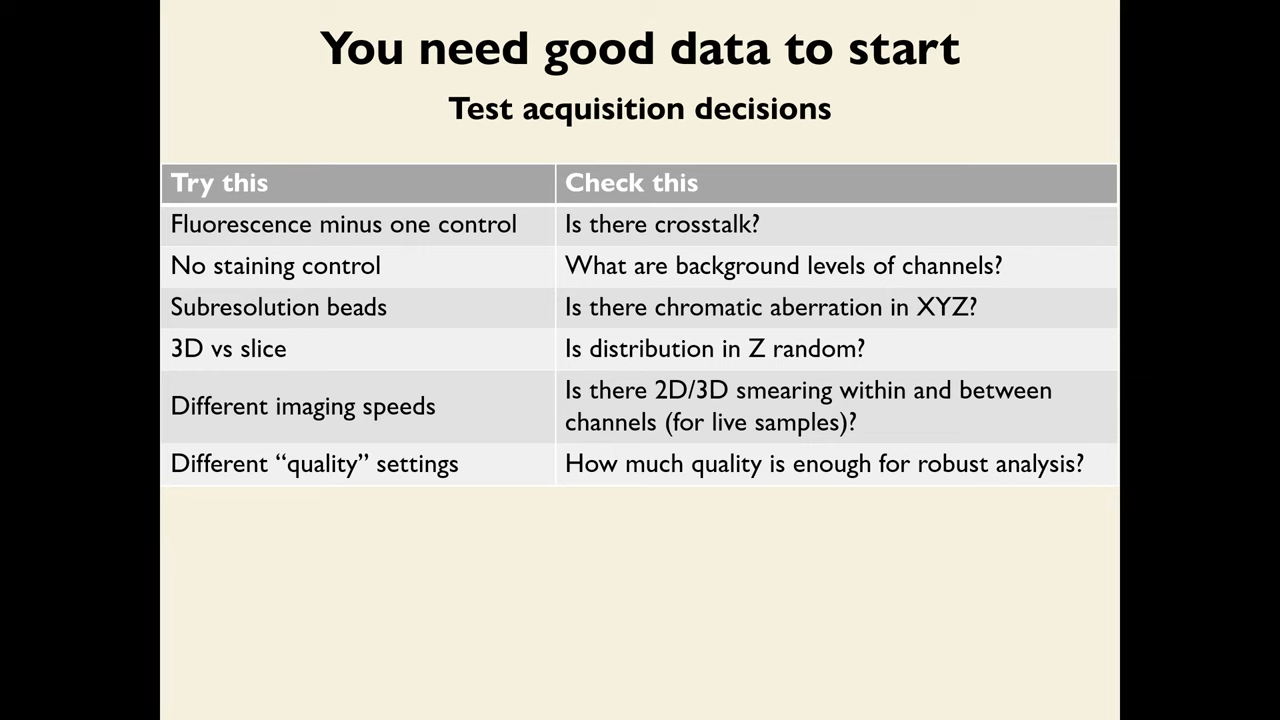 You need good data to start
Test acquisition decisions
Try this
Check this
Fluorescence minus one control
Is there crosstalk?
No staining control
What are background levels of channels?
Subresolution beads
Is there chromatic aberration in XYZ?
3D vs slice
Is distribution in Z random?
Different imaging speeds
Is there 2D/3D smearing within and between
channels (for live samples)?
Different “quality” settings
How much quality is enough for robust analysis?